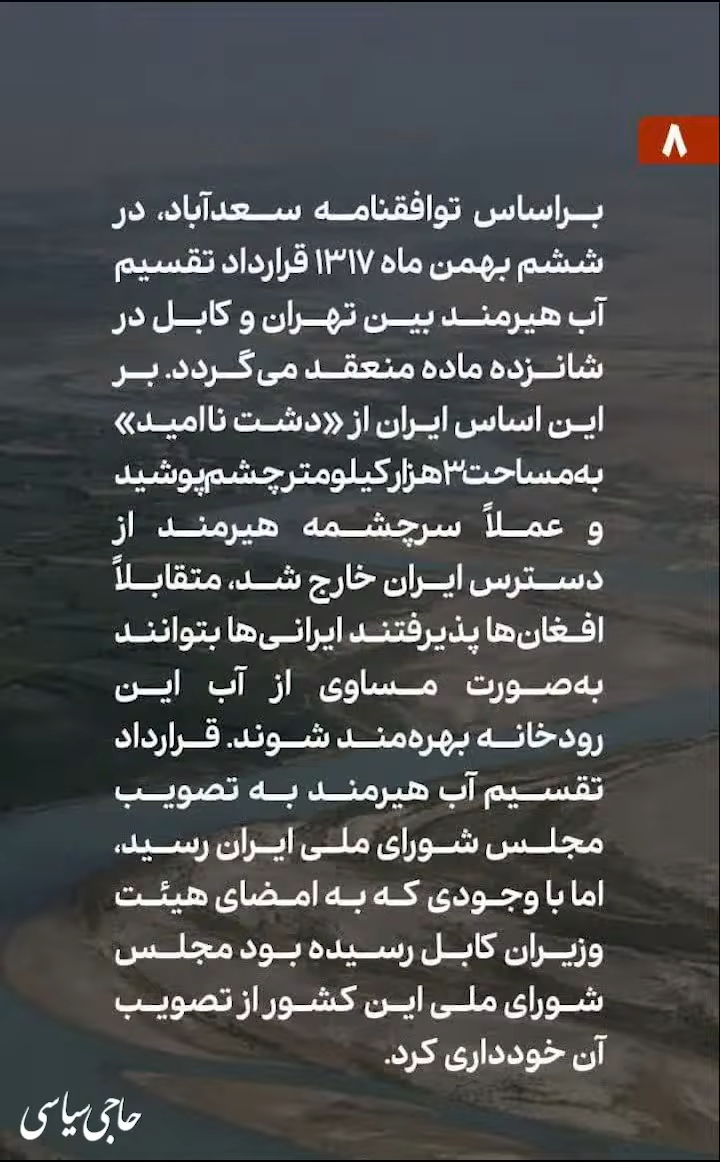 ۸
براساس توافقنامه سعدآباد، در
ششم بهمن ماه ۱۳۱۷ قرارداد تقسیم
آب هیرمند بین تهران و کابل در
شانزده ماده منعقد می‌گردد. بر
این اساس ایران از «دشت ناامید»
به‌مساحت۳هزارکیلومترچشم‌پوشید
و عملاً سرچشمه هیرمند از
دسترس ایران خارج شد، متقابلاً
افغان‌ها پذیرفتند ایرانی‌ها بتوانند
به‌صورت مساوی از آب این
رودخانه بهره‌مند شوند. قرارداد
تقسیم آب هیرمند به تصویب
مجلس شورای ملی ایران رسید،
اما با وجودی که به امضای هیئت
وزیران کابل رسیده بود مجلس
شورای ملی این کشور از تصویب
آن خودداری کرد.
حاجی سیاسی